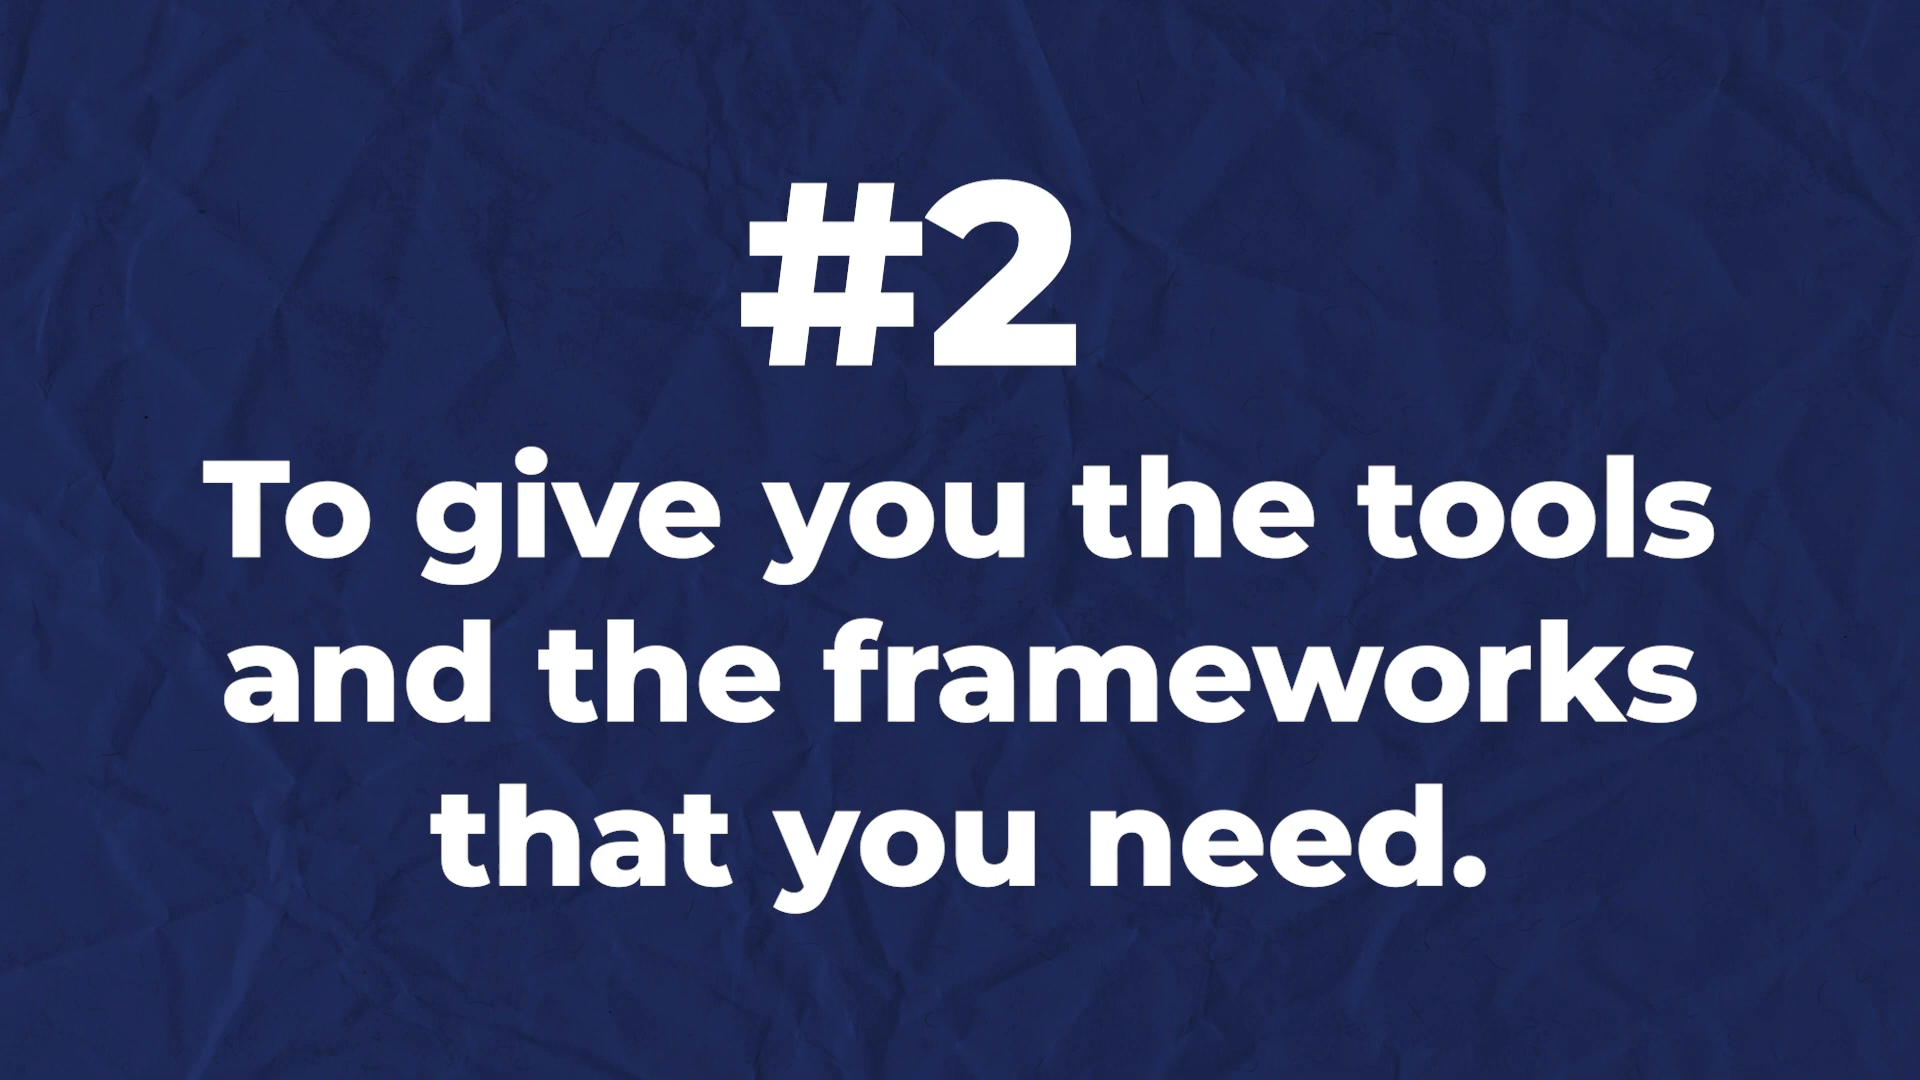 #2
To give you the tools
and the frameworks
that you need.